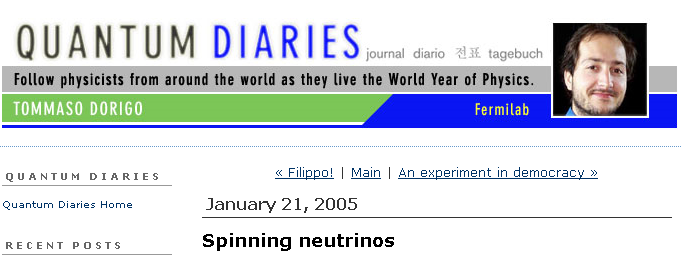 QUANTUM DIARIES journal diario 전표 tagebuch
Follow physicists from around the world as they live the World Year of Physics.
TOMMASO DORIGO Fermilab
QUANTUM DIARIES
Quantum Diaries Home
RECENT POSTS
« Filippo! | Main | An experiment in democracy »
January 21, 2005
Spinning neutrinos